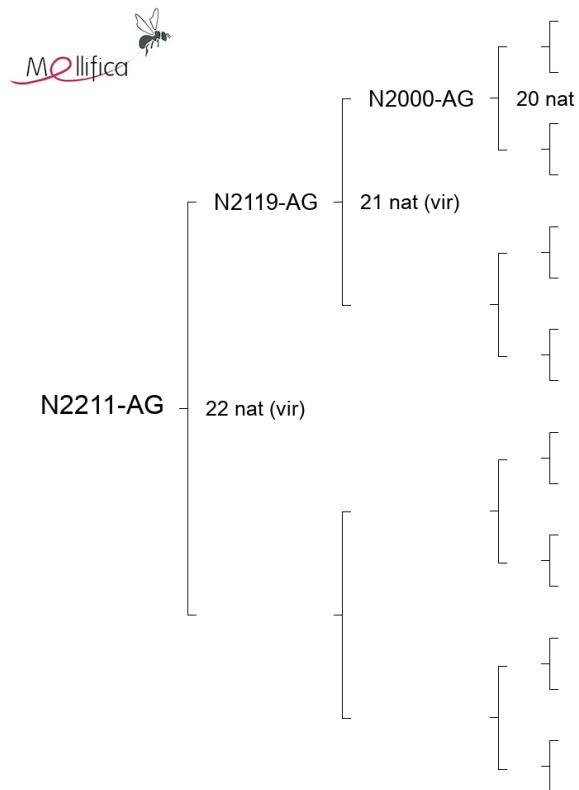 Mellifica
N2000-AG
20 nat
N2119-AG
21 nat (vir)
N2211-AG
22 nat (vir)